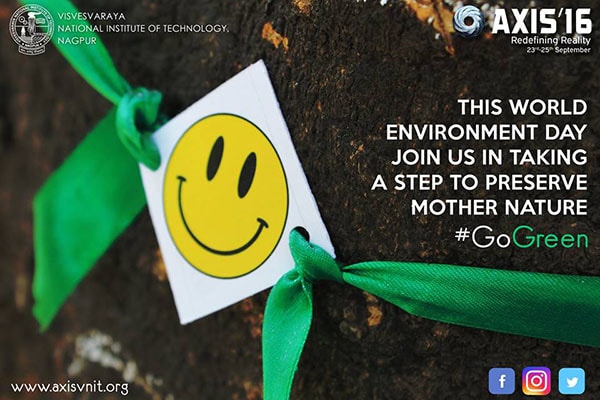 VISVESVARAYA
NATIONAL INSTITUTE OF TECHNOLOGY,
NAGPUR
AXIS'16
Redefining Reality
23rd-25th September
THIS WORLD
ENVIRONMENT DAY
JOIN US IN TAKING
A STEP TO PRESERVE
MOTHER NATURE
#GoGreen
www.axisvnit.org